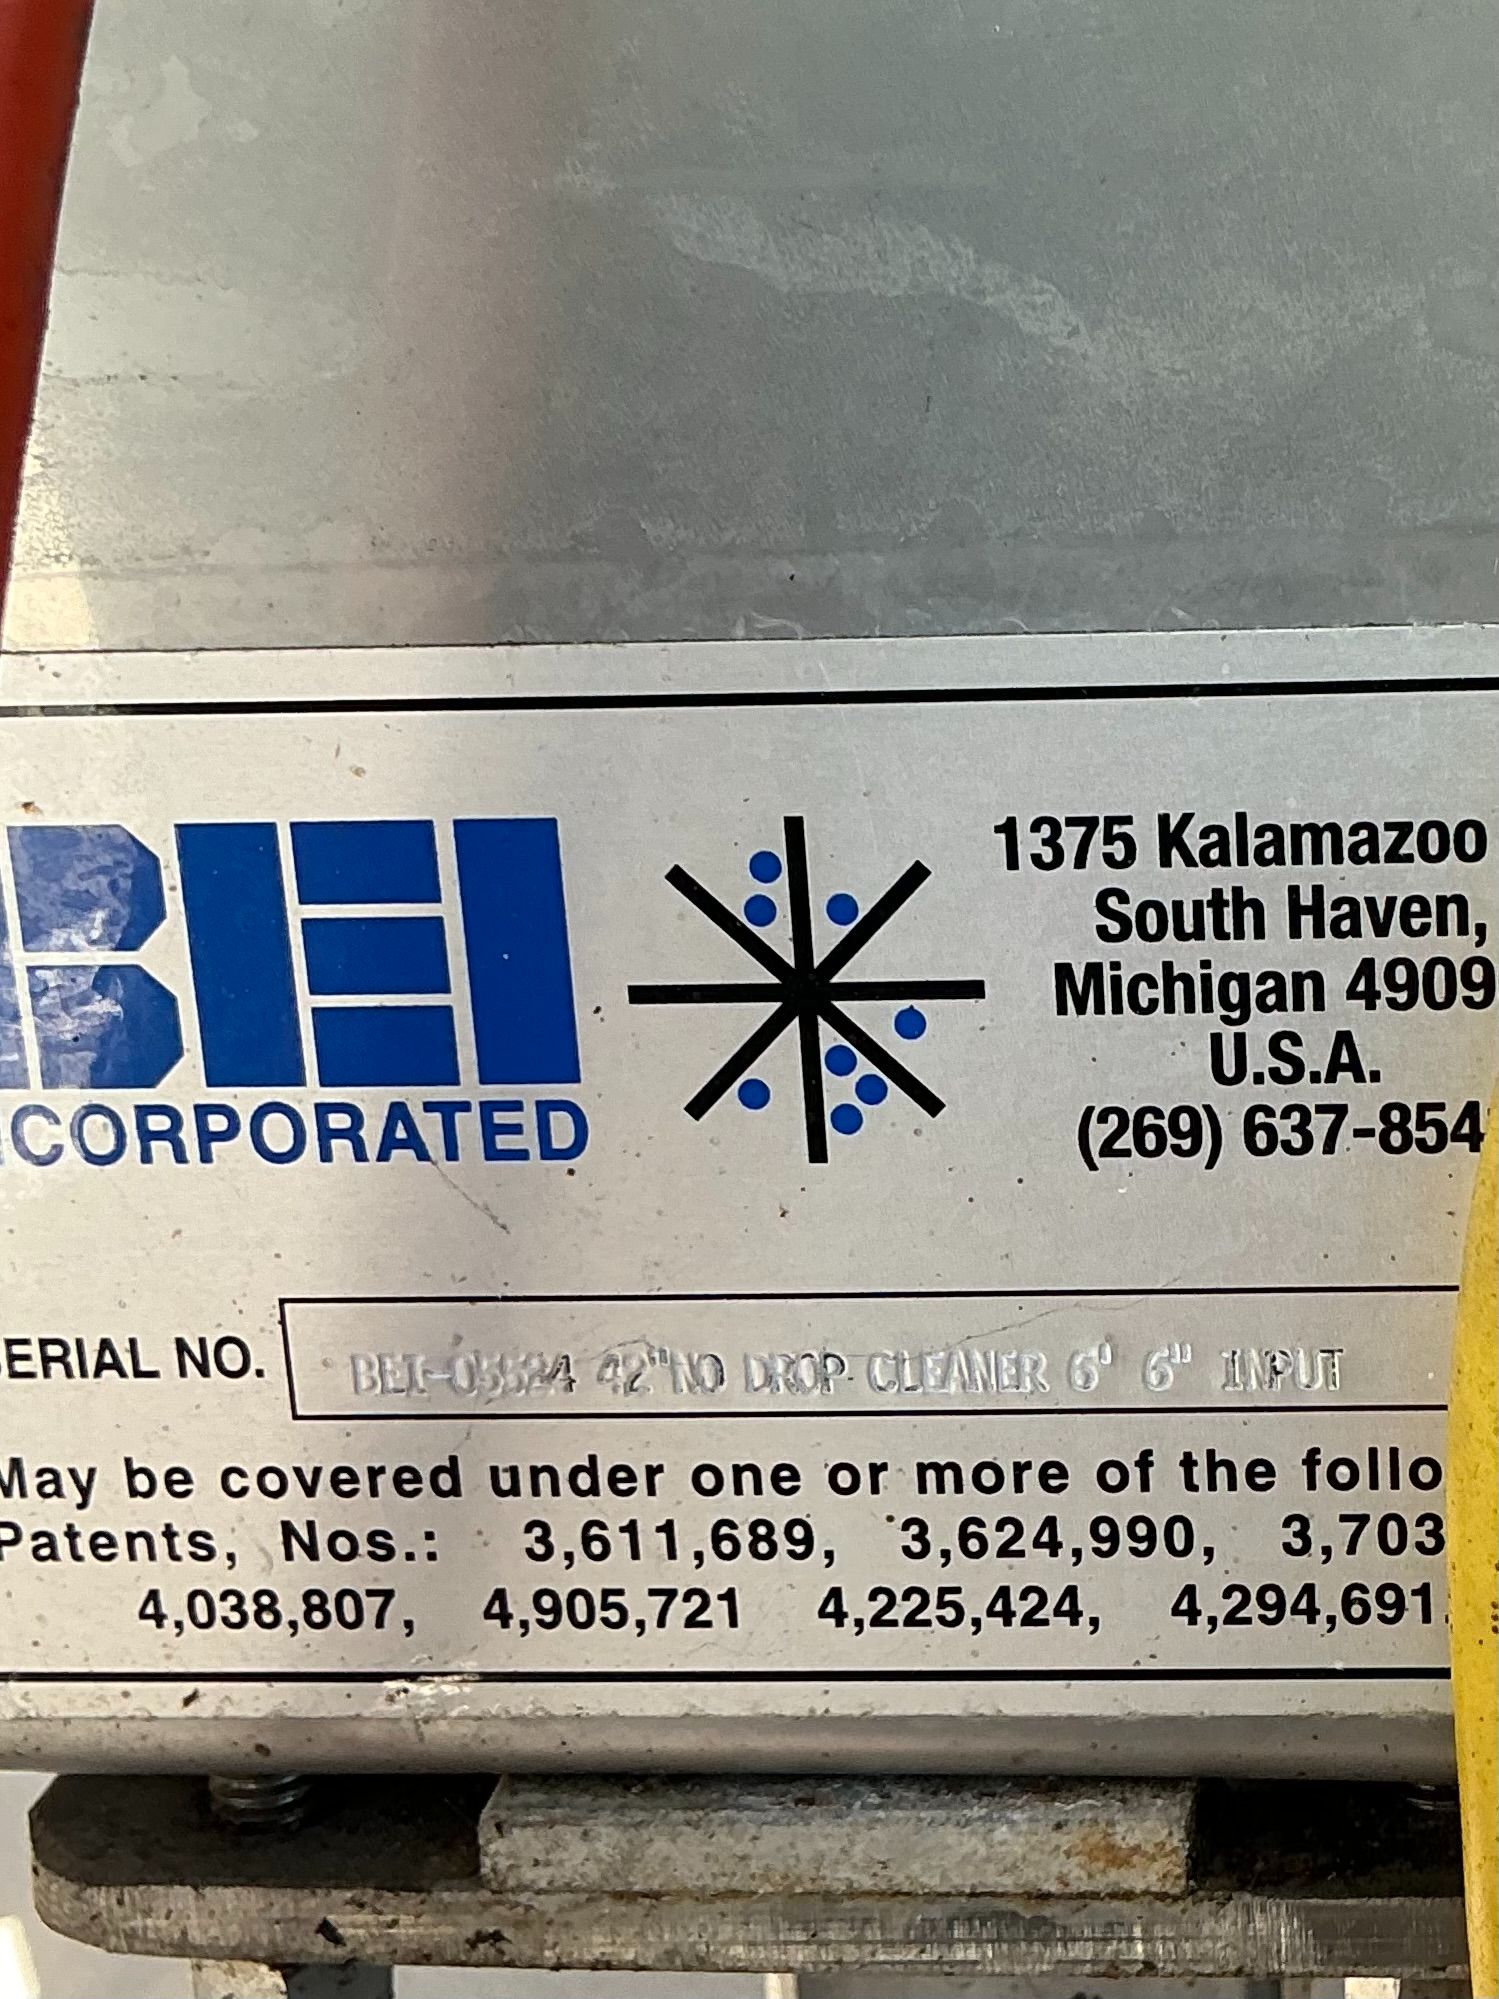 BEI
CORPORATED
1375 Kalamazoo
South Haven,
Michigan 4909
U.S.A.
(269) 637-854
ERIAL NO. 42" NO DROP CLEANER 6' 6" INPUT
May be covered under one or more of the follo
Patents, Nos.: 3,611,689, 3,624,990, 3,703
4,038,807, 4,905,721 4,225,424, 4,294,691.